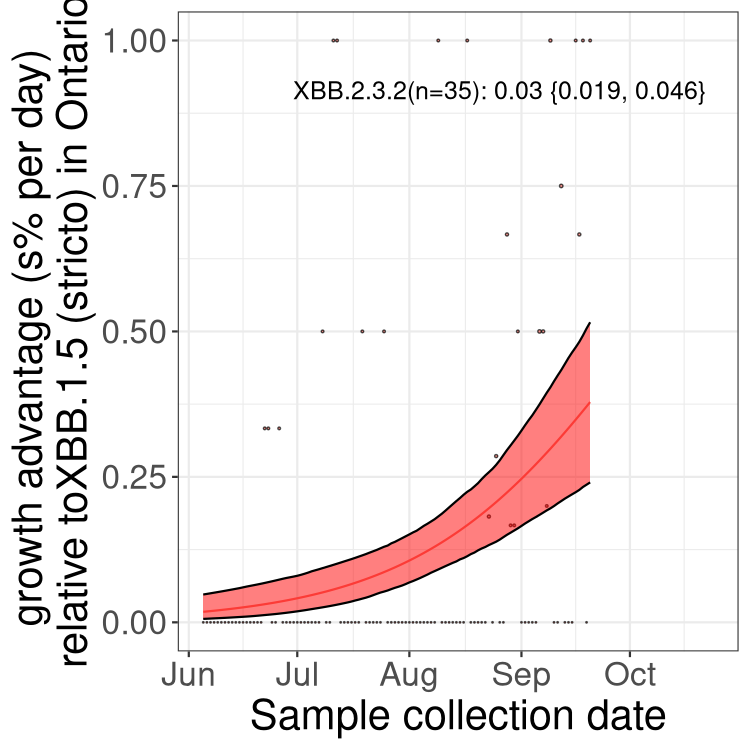 growth advantage (s% per day)
relative toXBB.1.5 (stricto) in Ontario
1.00
0.75
0.50
0.25
0.00
XBB.2.3.2(n=35): 0.03 {0.019, 0.046}
Jun Jul Aug Sep Oct
Sample collection date